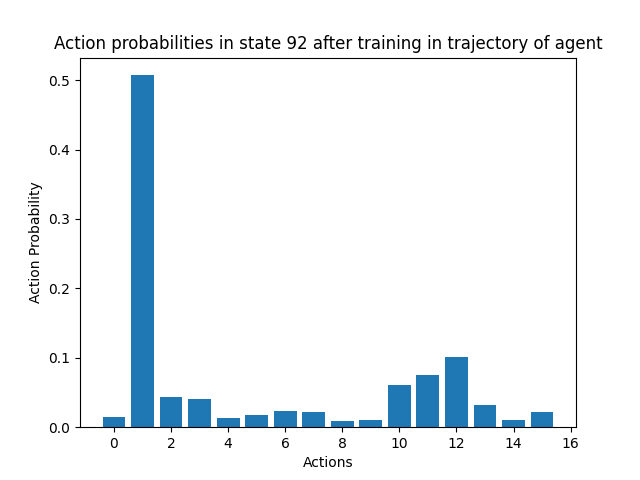 Action probabilities in state 92 after training in trajectory of agent
Action Probability
0.5
0.4
0.3
0.2
0.1
0.0
0 2 4 6 8 10 12 14 16
Actions